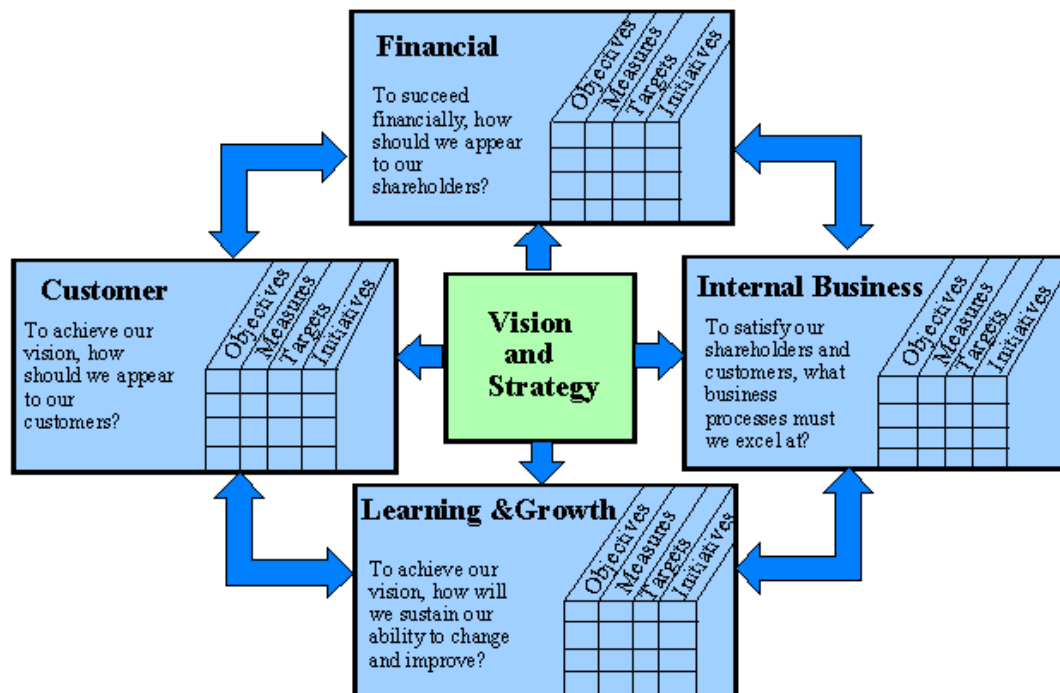 Financial
To succeed
financially, how
should we appear
to our
shareholders?
Objectives
Measures
Targets
Initiatives
Customer
To achieve our
vision, how
should we appear
to our
customers?
Objectives
Measures
Targets
Initiatives
Vision
and
Strategy
Internal Business
To satisfy our
shareholders and
customers, what
business
processes must
we excel at?
Objectives
Measures
Targets
Initiatives
Learning &Growth
To achieve our
vision, how will
we sustain our
ability to change
and improve?
Objectives
Measures
Targets
Initiatives